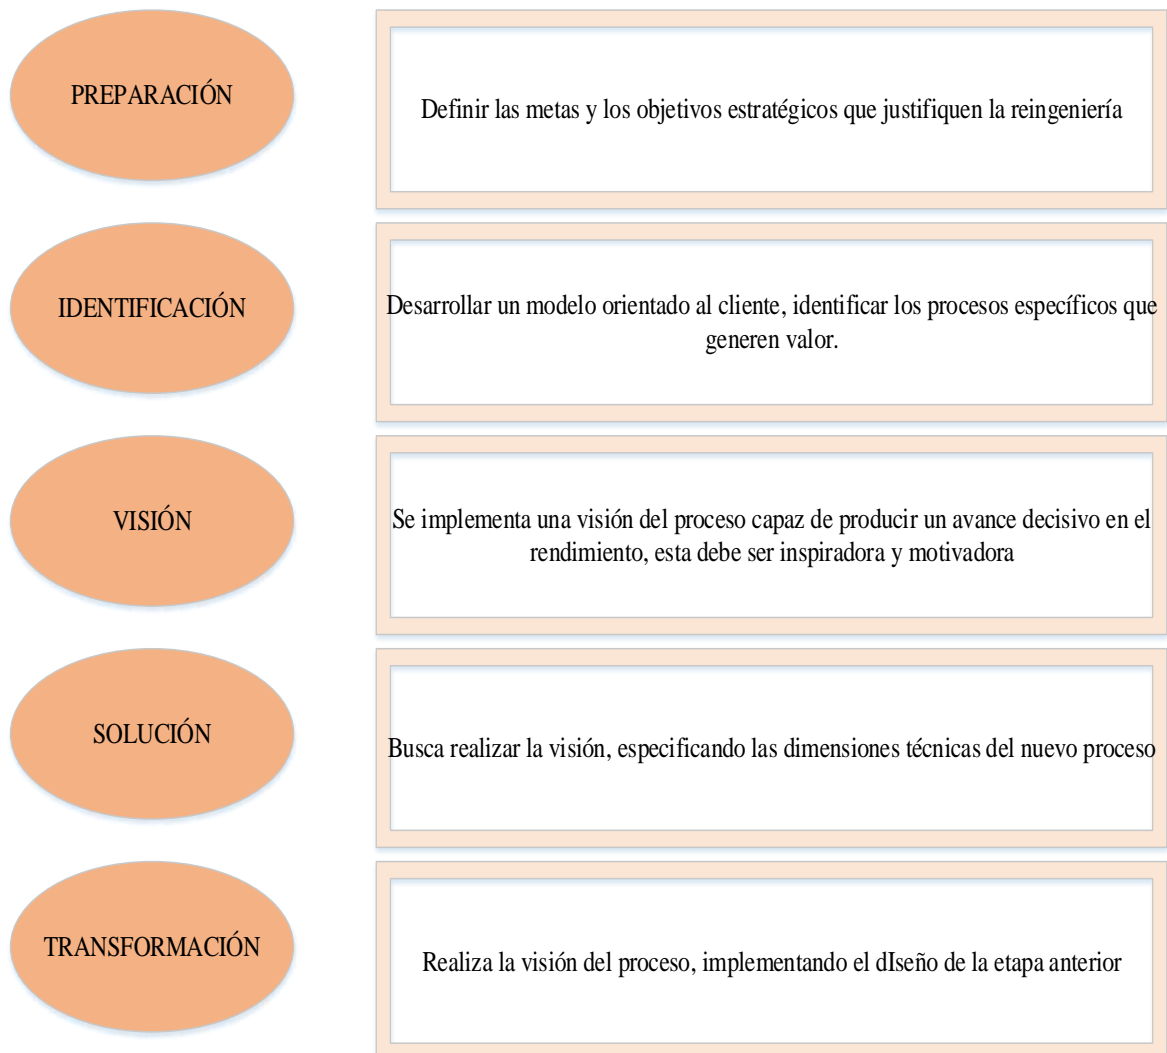 PREPARACIÓN
Definir las metas y los objetivos estratégicos que justifiquen la reingeniería
IDENTIFICACIÓN
Desarrollar un modelo orientado al cliente, identificar los procesos específicos que
generen valor.
VISIÓN
Se implementa una visión del proceso capaz de producir un avance decisivo en el
rendimiento, esta debe ser inspiradora y motivadora
SOLUCIÓN
Busca realizar la visión, especificando las dimensiones técnicas del nuevo proceso
TRANSFORMACIÓN
Realiza la visión del proceso, implementando el dIseño de la etapa anterior